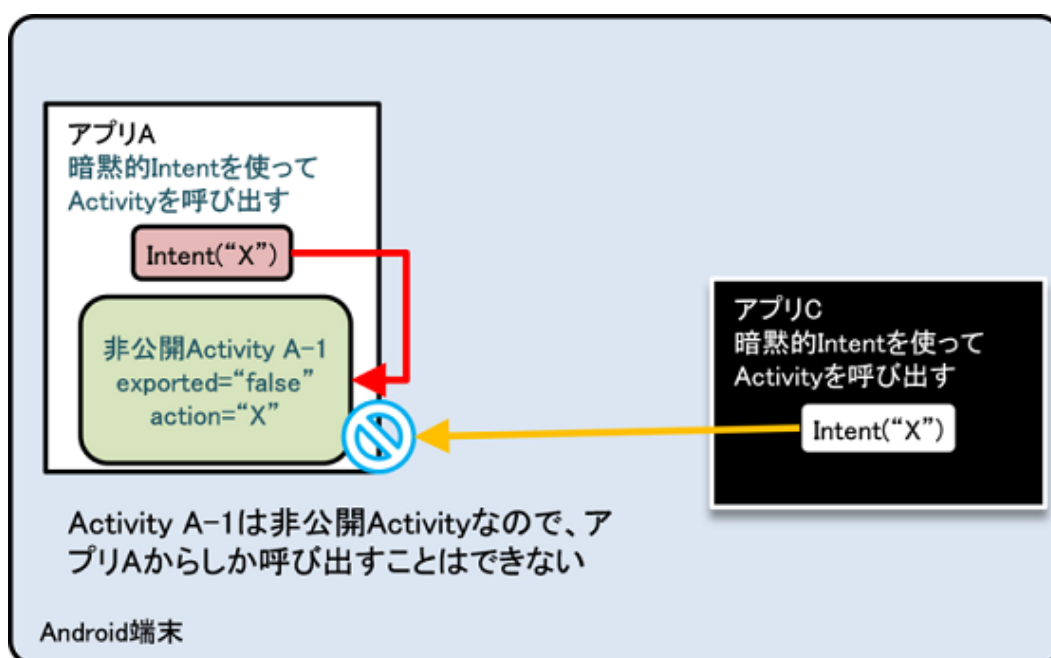 アプリA
暗黙的Intentを使って
Activityを呼び出す
Intent(“X”)
非公開Activity A-1
exported=“false”
action=“X”
アプリC
暗黙的Intentを使って
Activityを呼び出す
Intent(“X”)
Activity A-1は非公開Activityなので、ア
プリAからしか呼び出すことはできない
Android端末